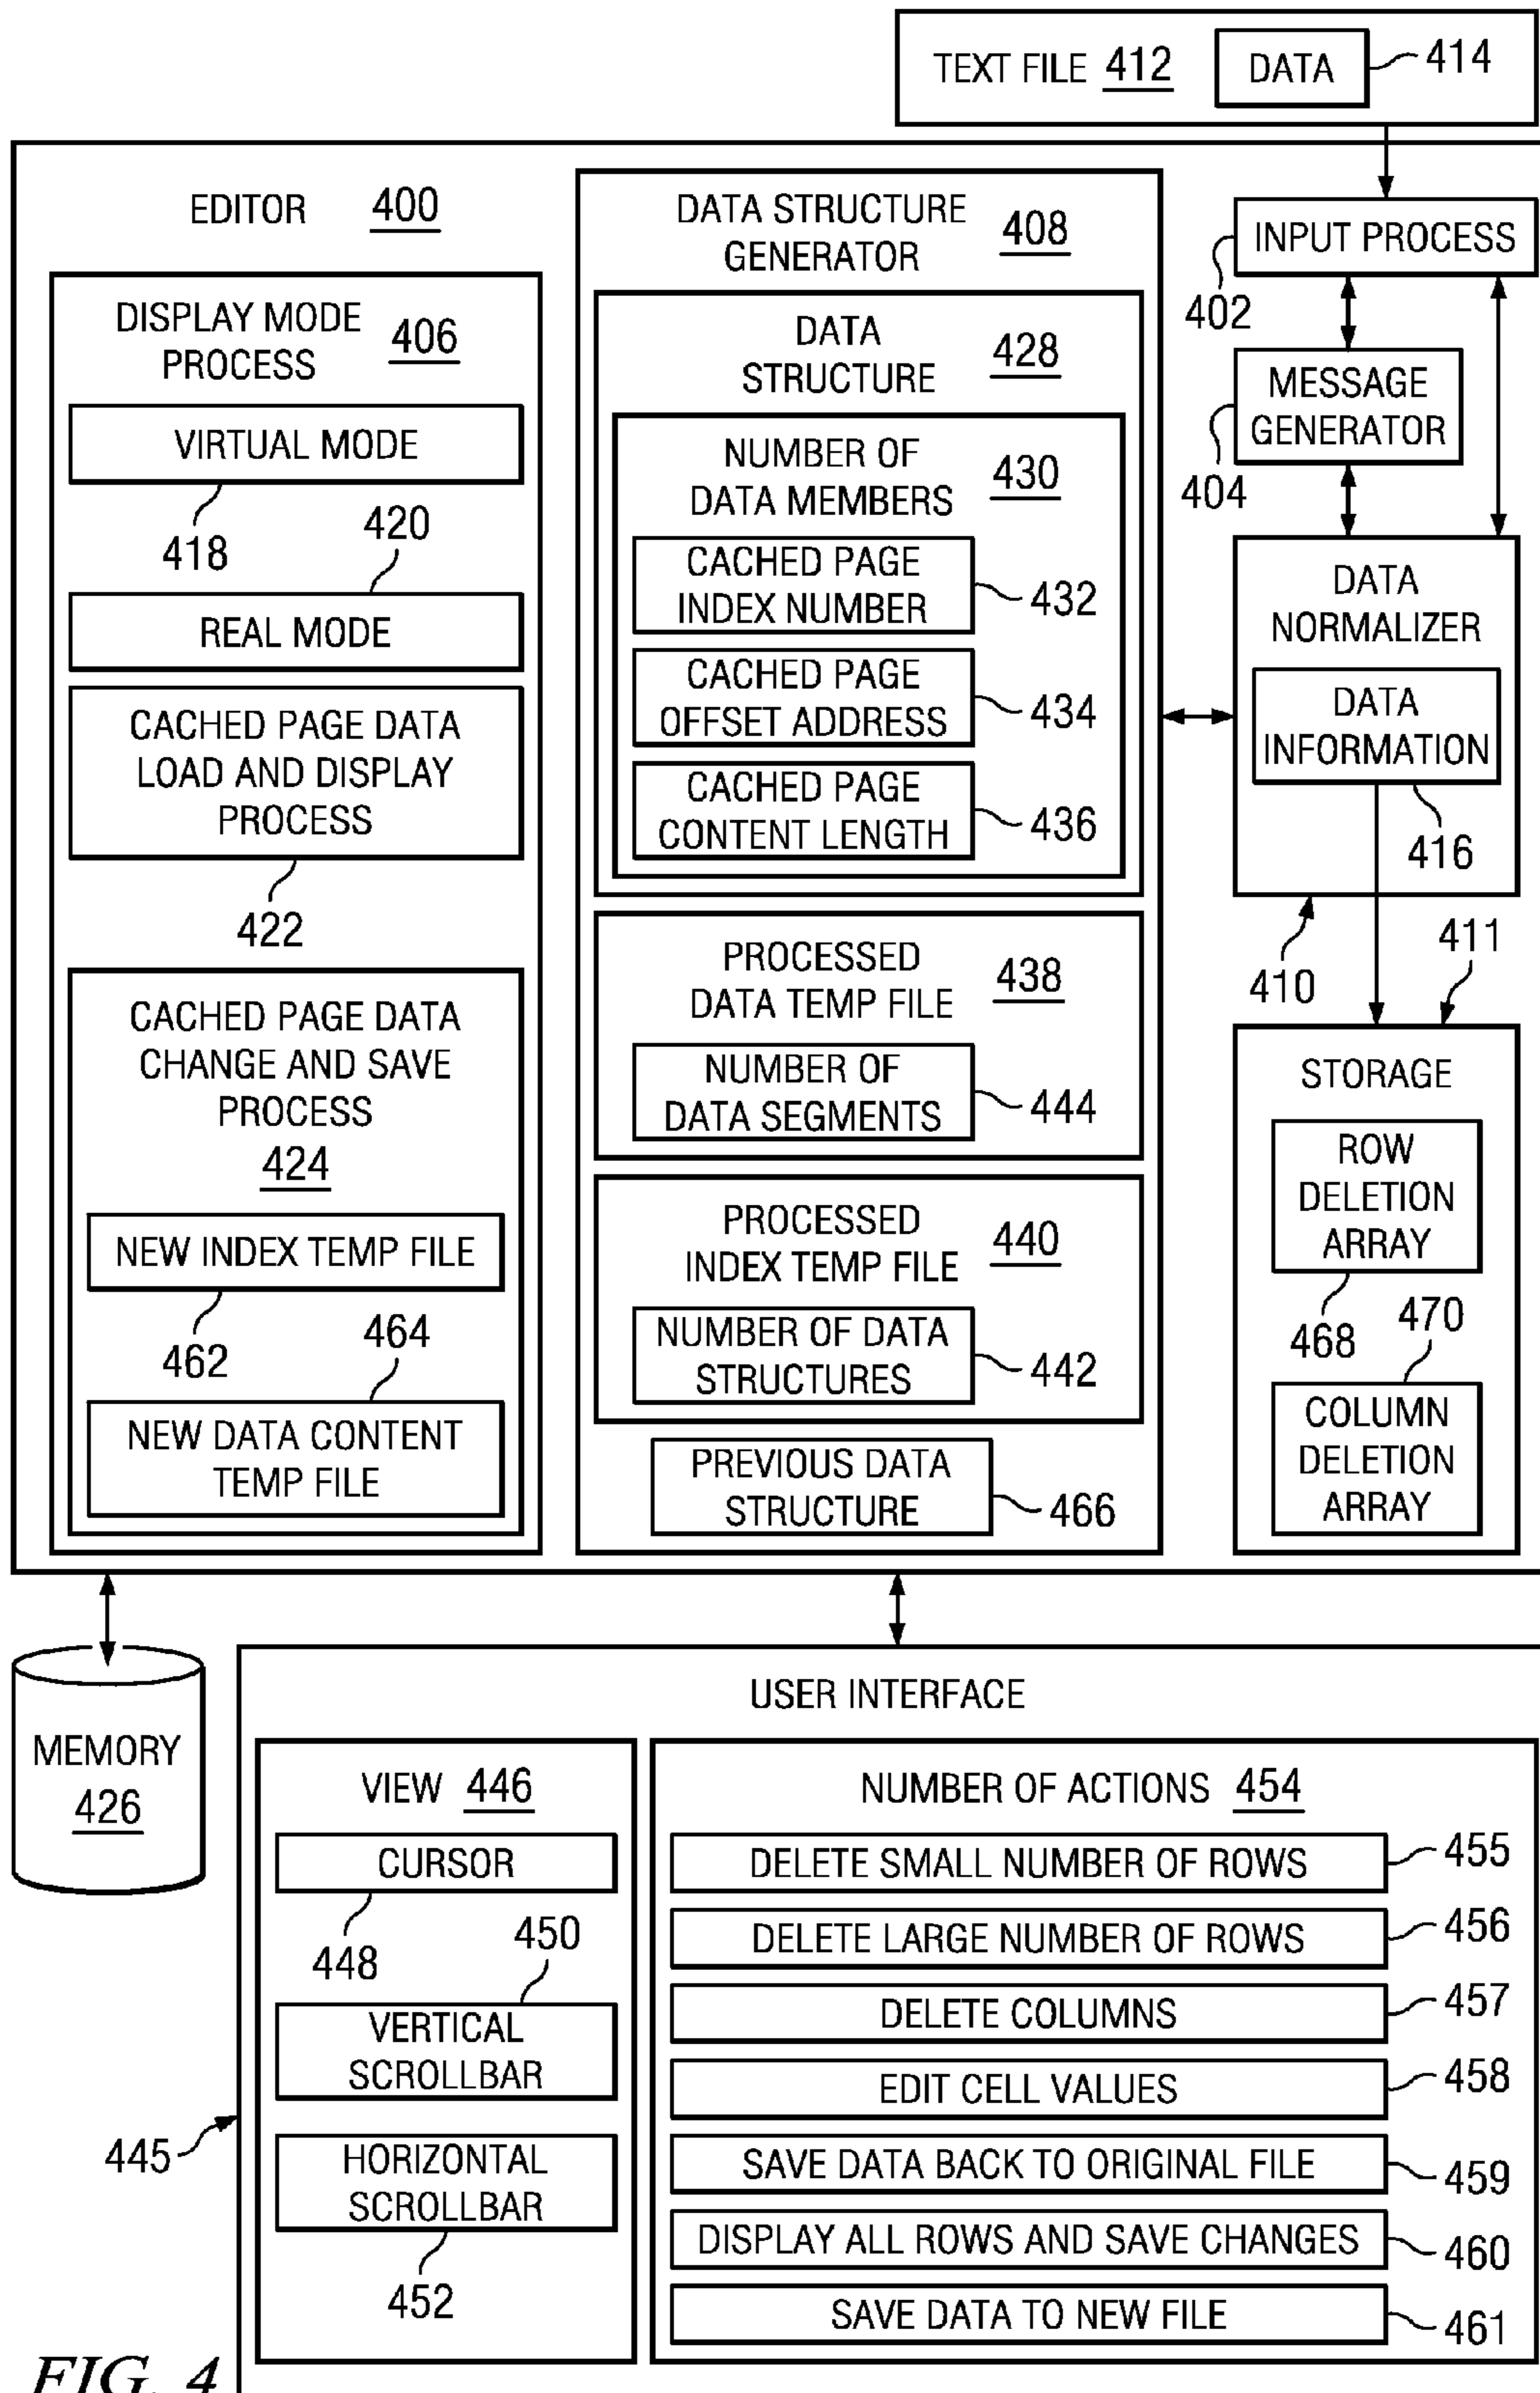 TEXT FILE 412
DATA
414
EDITOR 400
DISPLAY MODE
PROCESS
406
VIRTUAL MODE
418
420
REAL MODE
CACHED PAGE DATA
LOAD AND DISPLAY
PROCESS
422
CACHED PAGE DATA
CHANGE AND SAVE
PROCESS
424
NEW INDEX TEMP FILE
462
464
NEW DATA CONTENT
TEMP FILE
DATA STRUCTURE
GENERATOR
408
DATA
STRUCTURE
428
NUMBER OF
DATA MEMBERS
430
CACHED PAGE
INDEX NUMBER
432
CACHED PAGE
OFFSET ADDRESS
434
CACHED PAGE
CONTENT LENGTH
436
PROCESSED
DATA TEMP FILE
438
NUMBER OF
DATA SEGMENTS
444
PROCESSED
INDEX TEMP FILE
440
NUMBER OF DATA
STRUCTURES
442
PREVIOUS DATA
STRUCTURE
466
INPUT PROCESS
402
MESSAGE
GENERATOR
404
DATA
NORMALIZER
DATA
INFORMATION
416
410
411
STORAGE
ROW
DELETION
ARRAY
468
470
COLUMN
DELETION
ARRAY
MEMORY
426
USER INTERFACE
445
VIEW 446
CURSOR
448
450
VERTICAL
SCROLLBAR
HORIZONTAL
SCROLLBAR
452
NUMBER OF ACTIONS 454
DELETE SMALL NUMBER OF ROWS
455
DELETE LARGE NUMBER OF ROWS
456
DELETE COLUMNS
457
EDIT CELL VALUES
458
SAVE DATA BACK TO ORIGINAL FILE
459
DISPLAY ALL ROWS AND SAVE CHANGES
460
SAVE DATA TO NEW FILE
461
FIG. 4